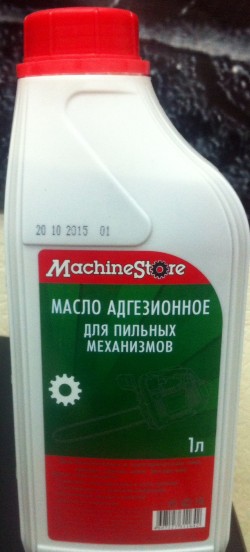 20 10 2015 01
MachineStore
МАСЛО АДГЕЗИОННОЕ
ДЛЯ ПИЛЬНЫХ
МЕХАНИЗМОВ
1л